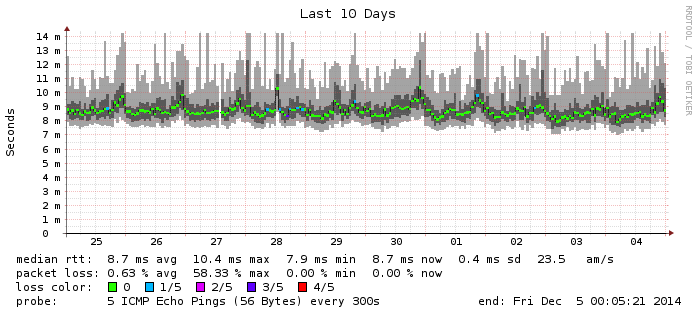 Last 10 Days
RRDTOOL / TOBI OETIKER
Seconds
14 m
13 m
12 m
11 m
10 m
9 m
8 m
7 m
6 m
5 m
4 m
3 m
2 m
1 m
0
25 26 27 28 29 30 01 02 03 04
median rtt: 8.7 ms avg 10.4 ms max 7.9 ms min 8.7 ms now 0.4 ms sd 23.5 am/s
packet loss: 0.63 % avg 58.33 % max 0.00 % min 0.00 % now
loss color: 0 1/5 2/5 3/5 4/5
probe: 5 ICMP Echo Pings (56 Bytes) every 300s end: Fri Dec 5 00:05:21 2014